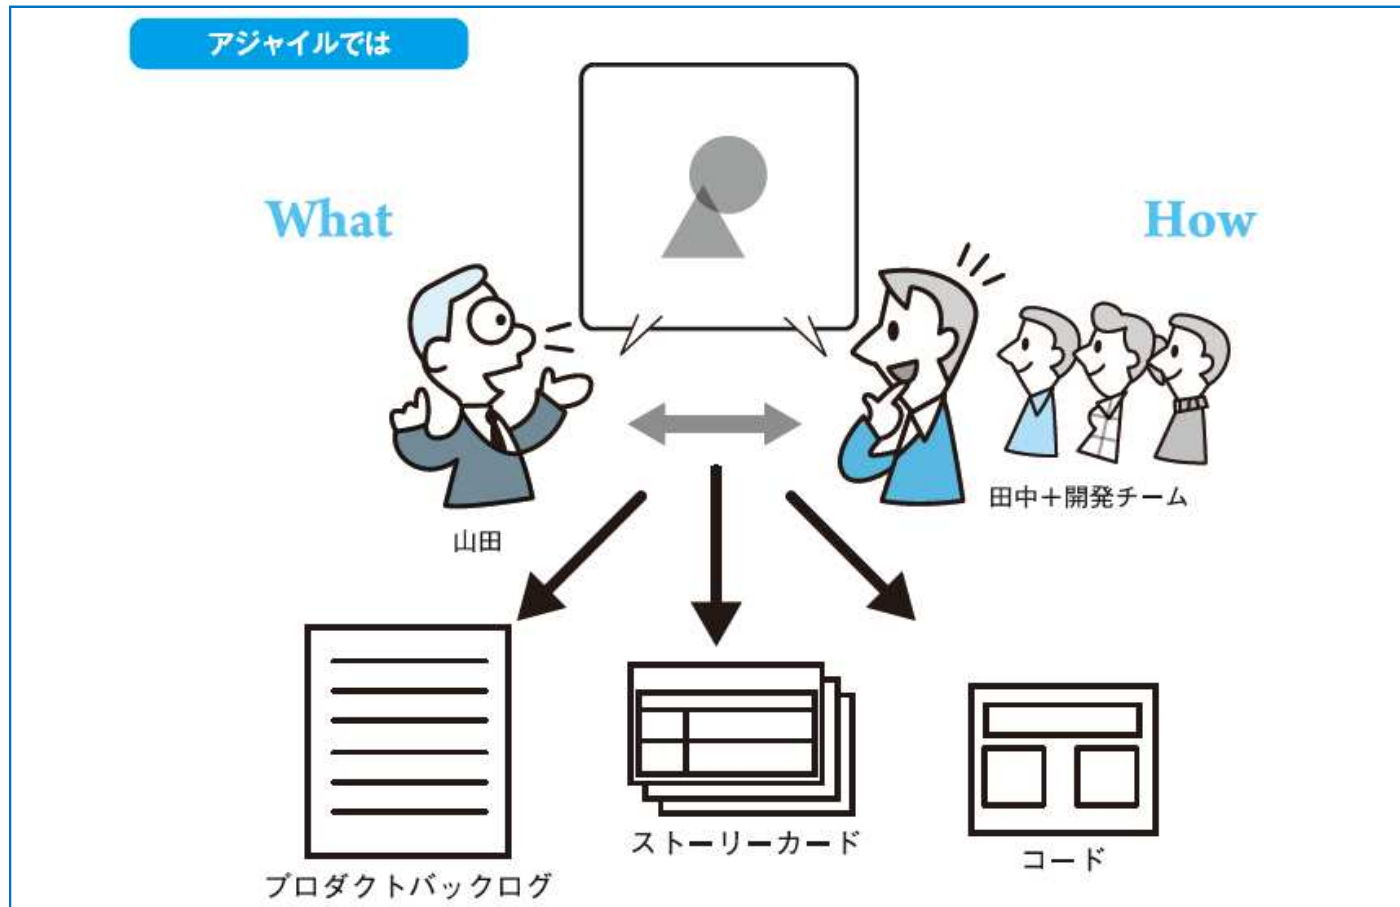 アジャイルでは
What
How
田中＋開発チーム
山田
プロダクトバックログ
ストーリーカード
コード